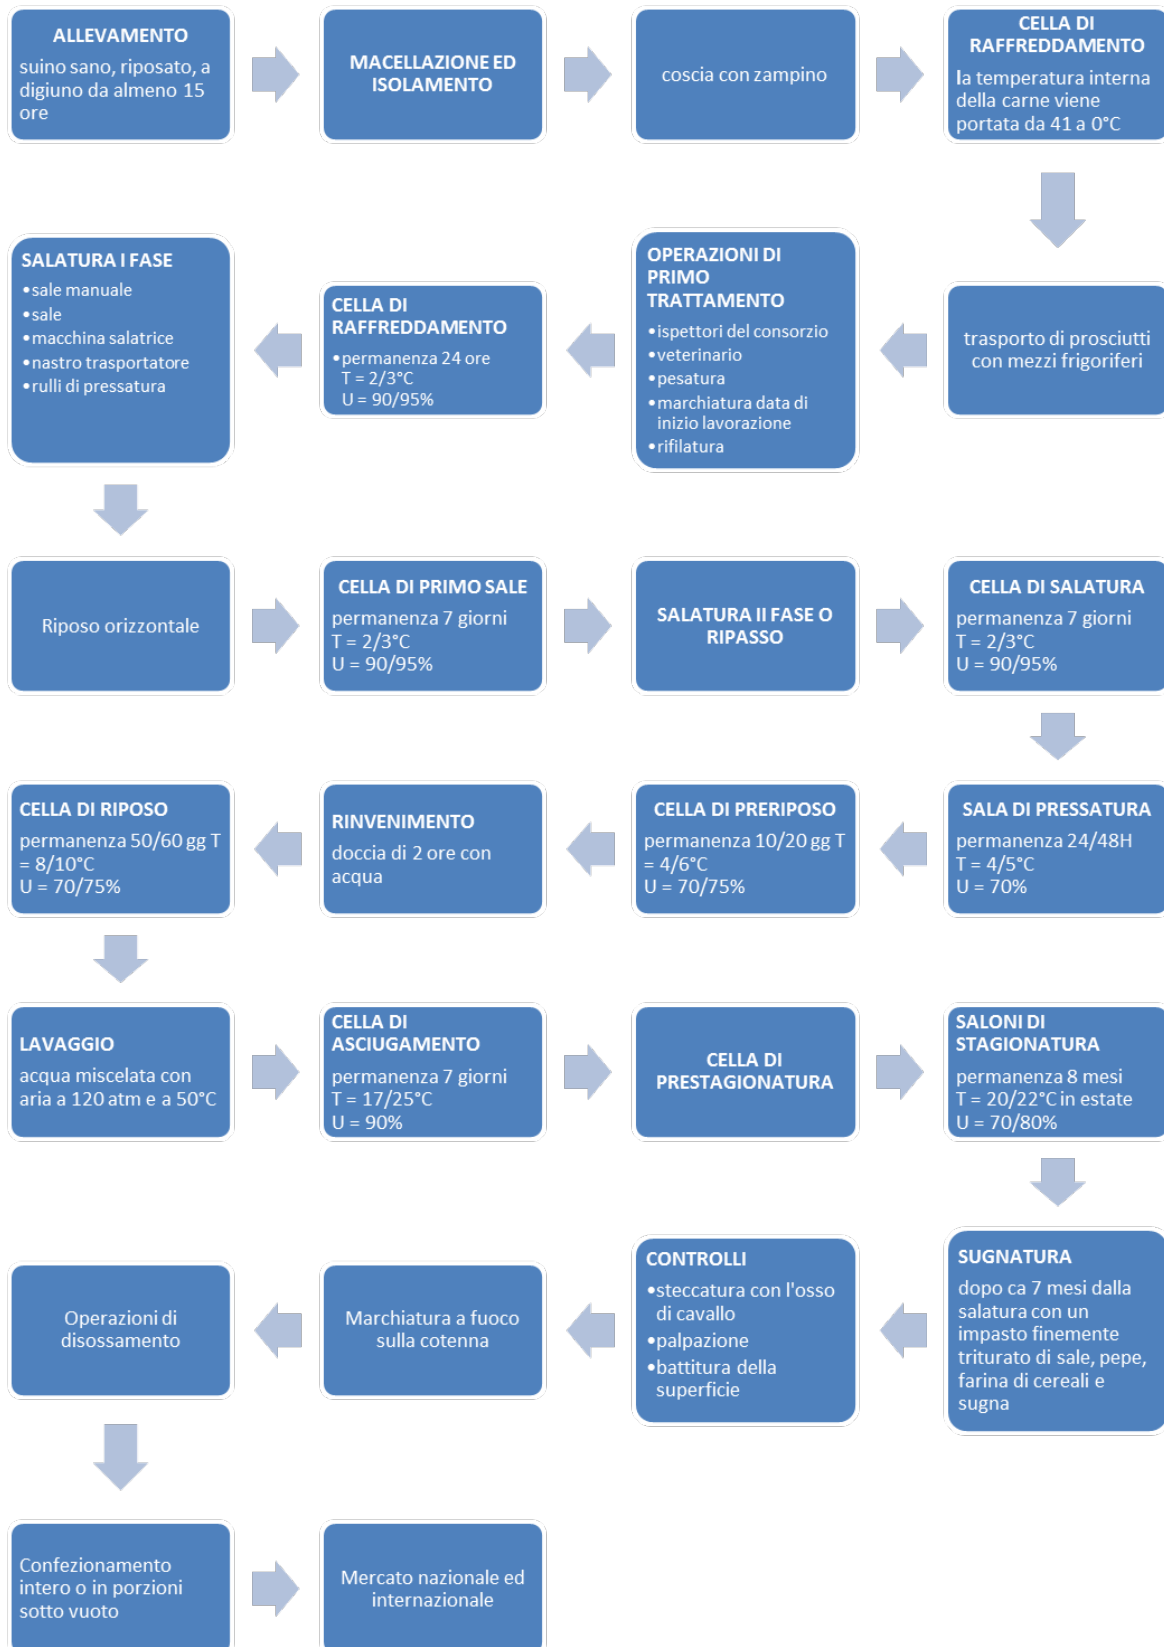 ALLEVAMENTO
suino sano, riposato, a
digiuno da almeno 15
ore
MACELLAZIONE ED
ISOLAMENTO
coscia con zampino
CELLA DI
RAFFREDDAMENTO
la temperatura interna
della carne viene
portata da 41 a 0°C
trasporto di prosciutti
con mezzi frigoriferi
OPERAZIONI DI
PRIMO
TRATTAMENTO
•ispettori del consorzio
•veterinario
•pesatura
•marchiatura data di
inizio lavorazione
•rifilatura
CELLA DI
RAFFREDDAMENTO
•permanenza 24 ore
T = 2/3°C
U = 90/95%
SALATURA I FASE
•sale manuale
•sale
•macchina salatrice
•nastro trasportatore
•rulli di pressatura
Riposo orizzontale
CELLA DI PRIMO SALE
permanenza 7 giorni
T = 2/3°C
U = 90/95%
SALATURA II FASE O
RIPASSO
CELLA DI SALATURA
permanenza 7 giorni
T = 2/3°C
U = 90/95%
SALA DI PRESSATURA
permanenza 24/48H
T = 4/5°C
U = 70%
CELLA DI PRERIPOSO
permanenza 10/20 gg T
= 4/6°C
U = 70/75%
RINVENIMENTO
doccia di 2 ore con
acqua
CELLA DI RIPOSO
permanenza 50/60 gg T
= 8/10°C
U = 70/75%
LAVAGGIO
acqua miscelata con
aria a 120 atm e a 50°C
CELLA DI
ASCIUGAMENTO
permanenza 7 giorni
T = 17/25°C
U = 90%
CELLA DI
PRESTAGIONATURA
SALONI DI
STAGIONATURA
permanenza 8 mesi
T = 20/22°C in estate
U = 70/80%
SUGNATURA
dopo ca 7 mesi dalla
salatura con un
impasto finemente
triturato di sale, pepe,
farina di cereali e
sugna
CONTROLLI
•steccatura con l'osso
di cavallo
•palpazione
•battitura della
superficie
Marchiatura a fuoco
sulla cotenna
Operazioni di
disossamento
Confezionamento
intero o in porzioni
sotto vuoto
Mercato nazionale ed
internazionale